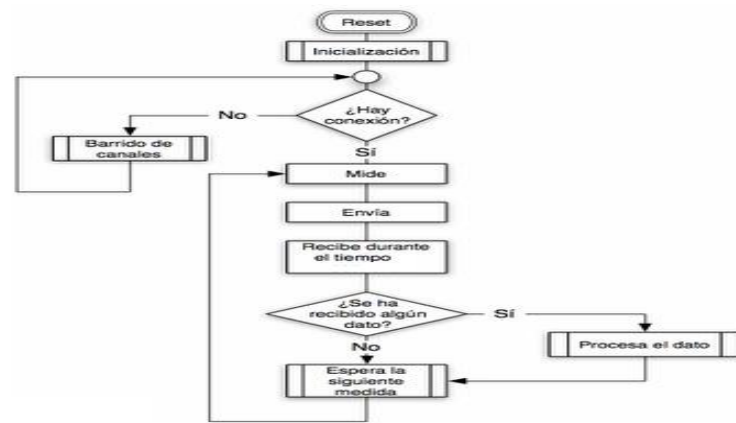 Reset
Inicialización
¿Hay
conexión?
No
Barrido de
canales
Sí
Mide
Envía
Recibe durante
el tiempo
¿Se ha
recibido algún
dato?
Sí
Procesa el dato
No
Espera la
siguiente
medida